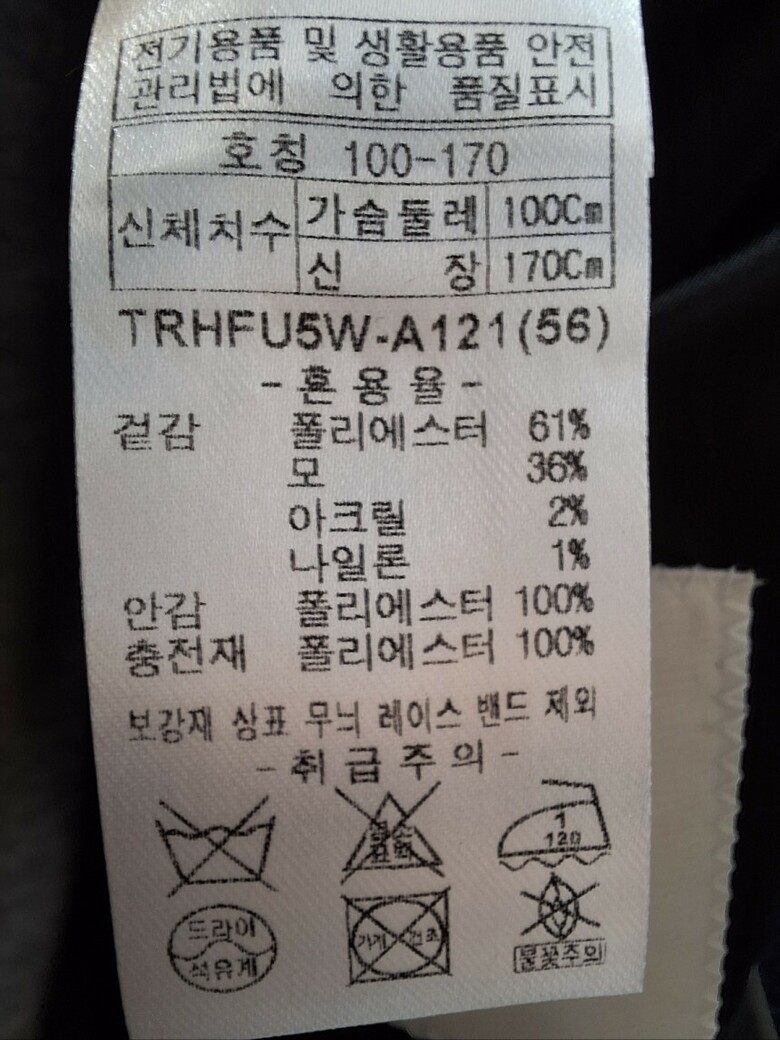 전기용품 및 생활용품 안전
관리법에 의한 품질표시
호칭 100-170
신체치수 가슴둘레 100Cm
신장 170Cm
TRHFU5W-A121(56)
- 혼용율 -
겉감 폴리에스터 61%
모 36%
아크릴 2%
나일론 1%
안감 폴리에스터 100%
충전재 폴리에스터 100%
보강재 상표 무늬 레이스 밴드 제외
- 취급주의 -
1
120
드라이
석유계
기계 건조
불꽃주의